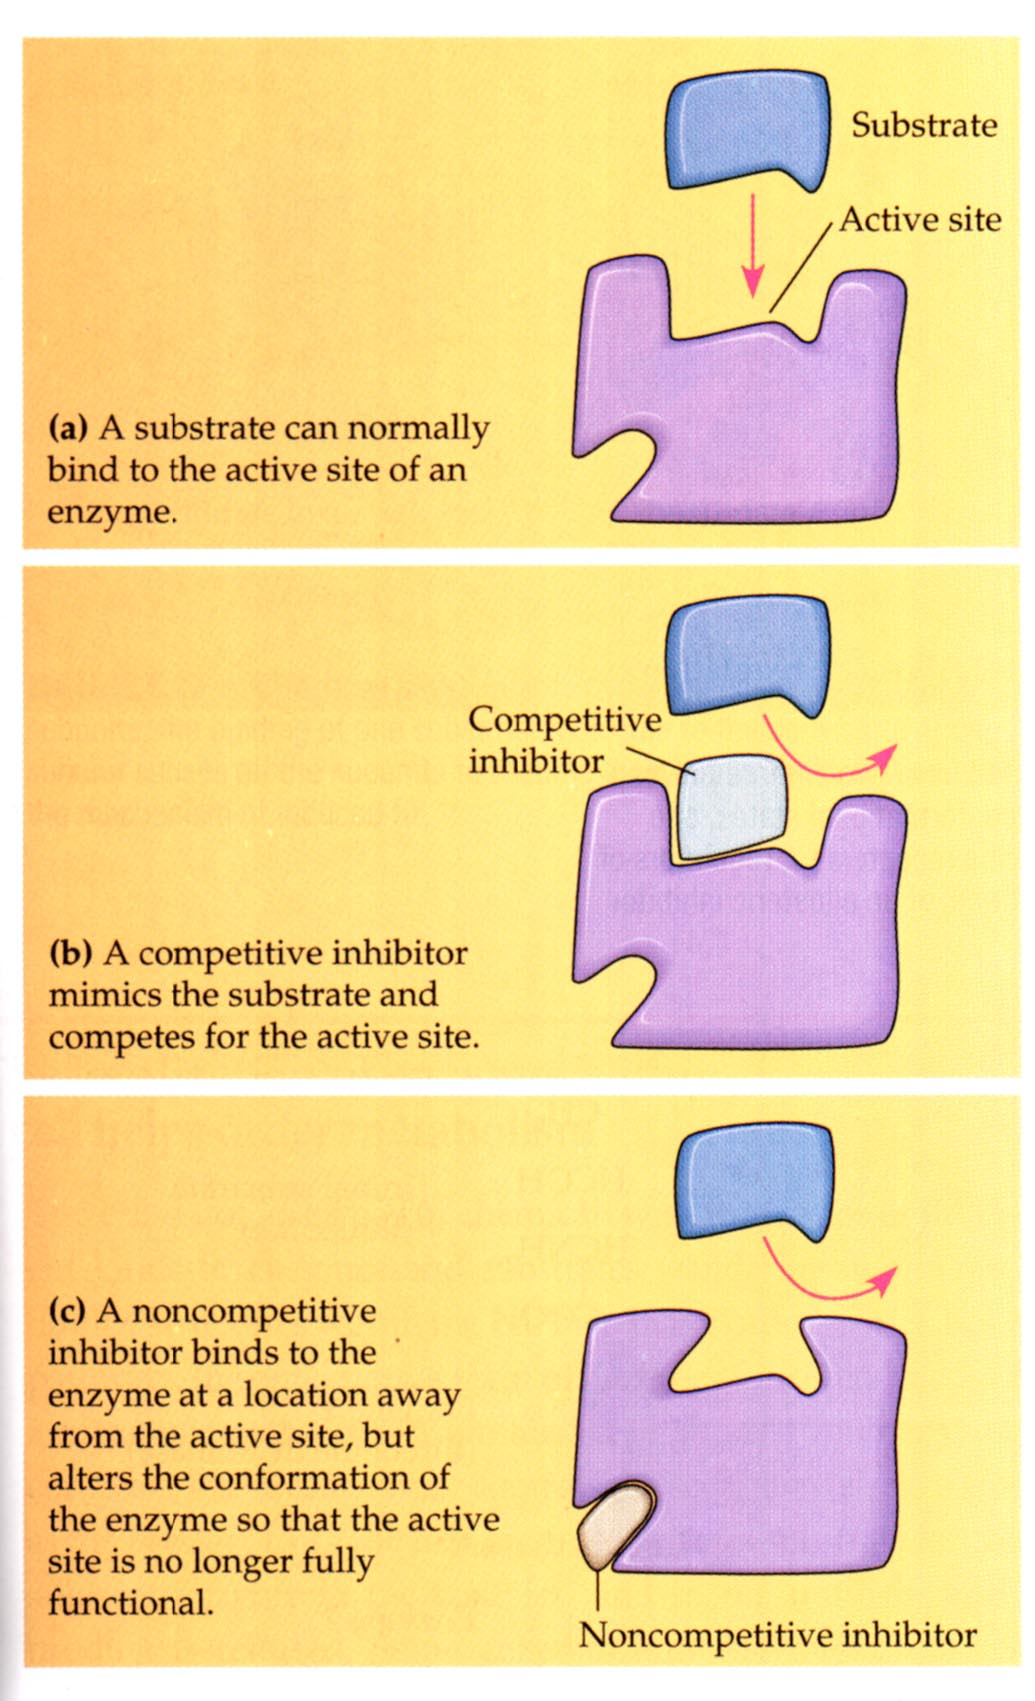 Substrate
Active site
(a) A substrate can normally
bind to the active site of an
enzyme.
Competitive
inhibitor
(b) A competitive inhibitor
mimics the substrate and
competes for the active site.
(c) A noncompetitive
inhibitor binds to the
enzyme at a location away
from the active site, but
alters the conformation of
the enzyme so that the active
site is no longer fully
functional.
Noncompetitive inhibitor